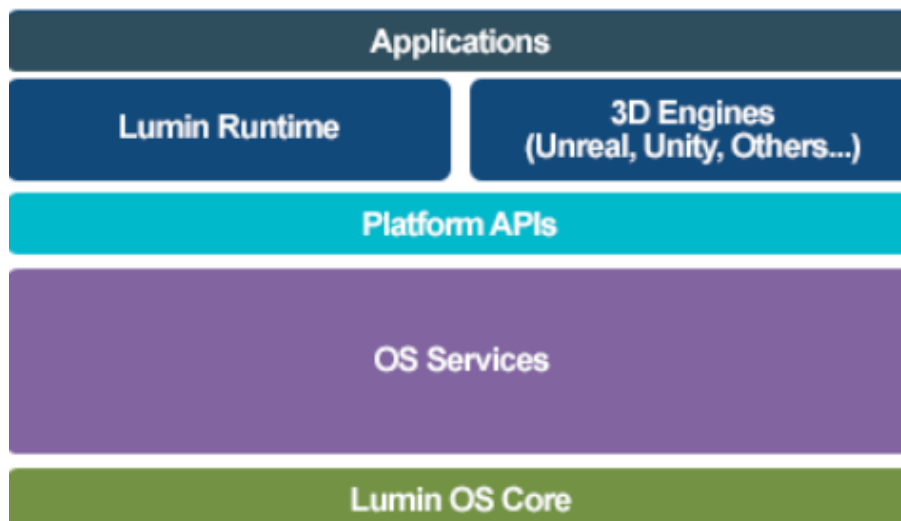 Applications
Lumin Runtime
3D Engines
(Unreal, Unity, Others...)
Platform APIs
OS Services
Lumin OS Core